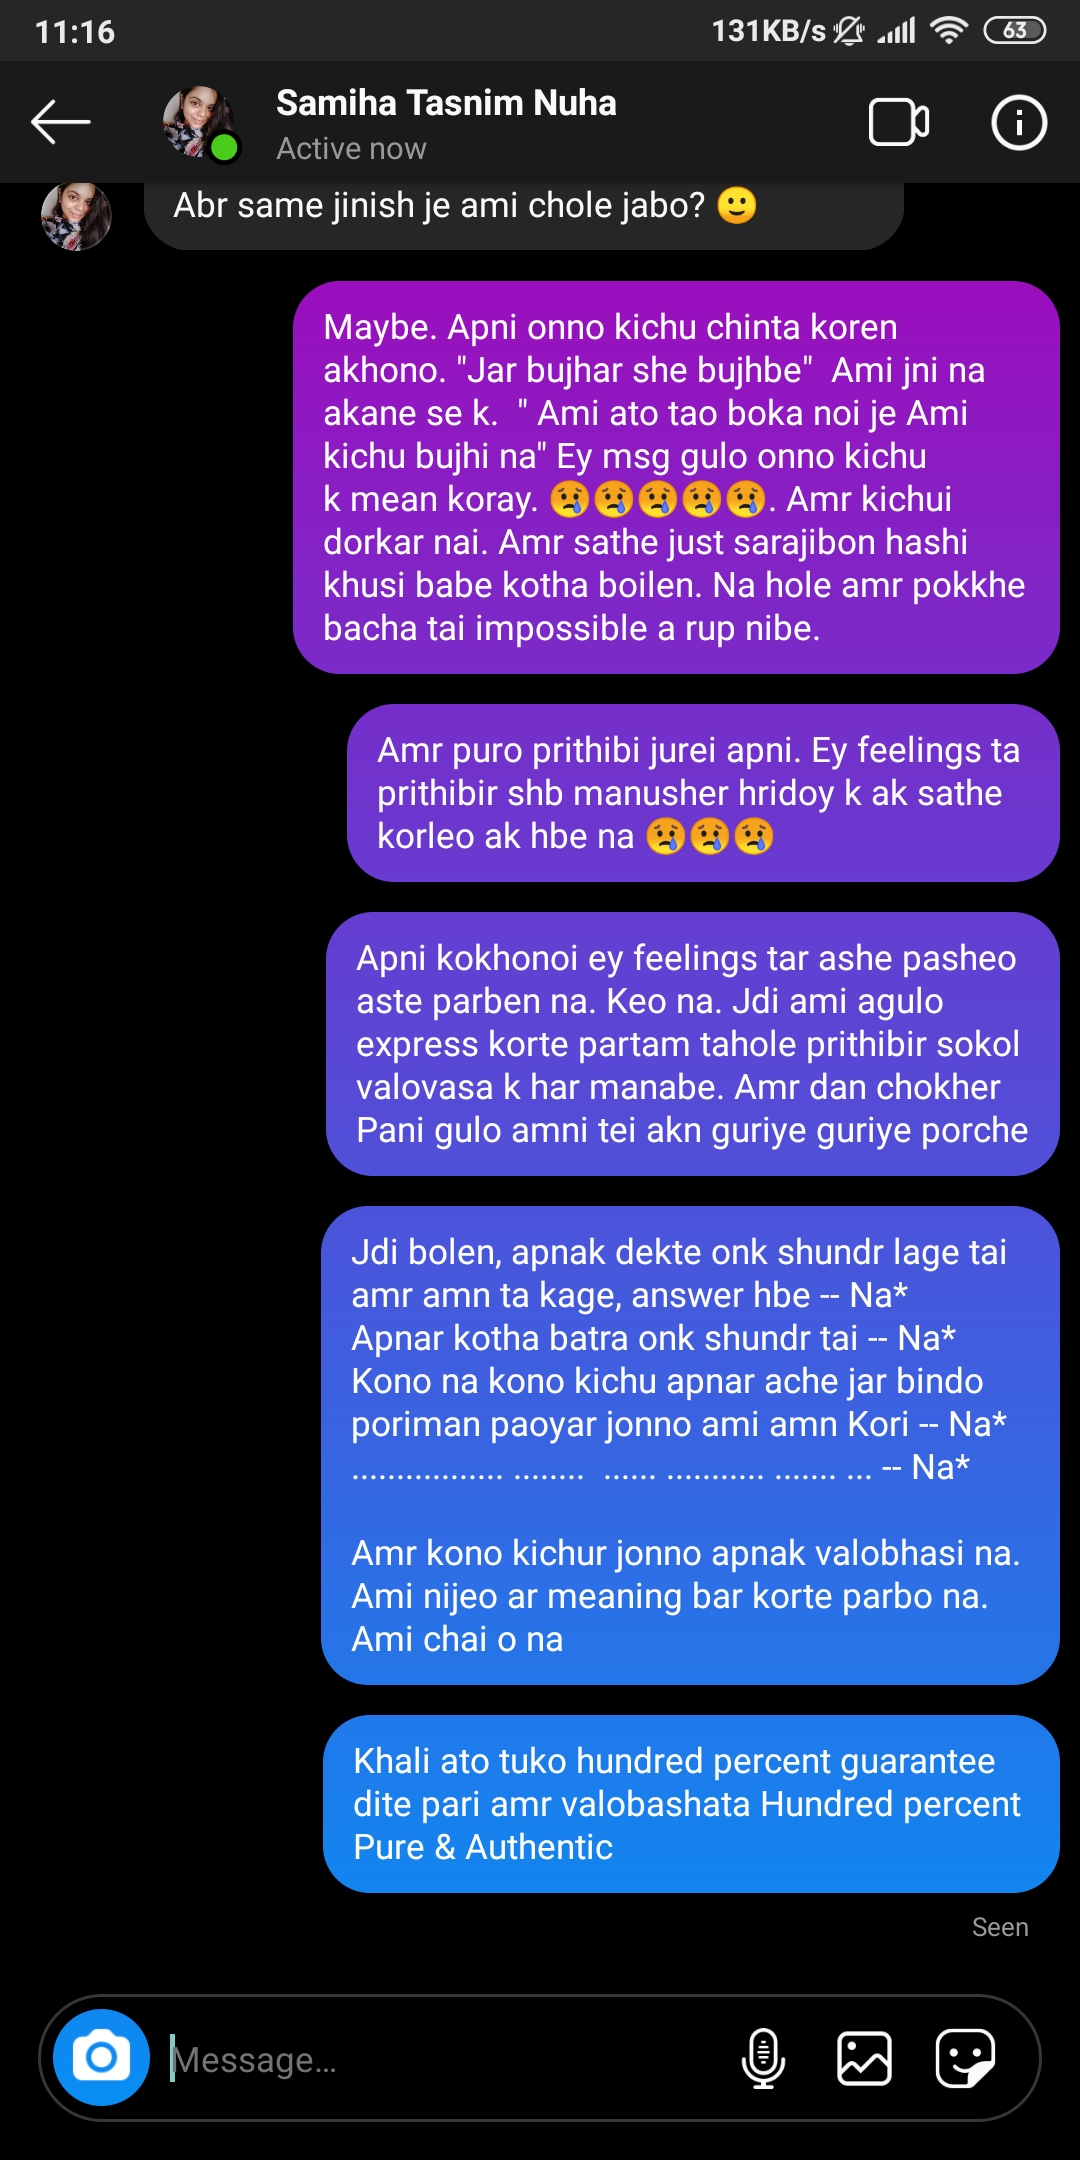 11:16
131KB/s 63
Samiha Tasnim Nuha
Active now
Abr same jinish je ami chole jabo? 🙂
Maybe. Apni onno kichu chinta koren
akhono. "Jar bujhar she bujhbe"  Ami jni na
akane se k.  " Ami ato tao boka noi je Ami
kichu bujhi na" Ey msg gulo onno kichu
k mean koray. 😢😢😢😢😢. Amr kichui
dorkar nai. Amr sathe just sarajibon hashi
khusi babe kotha boilen. Na hole amr pokkhe
bacha tai impossible a rup nibe.
Amr puro prithibi jurei apni. Ey feelings ta
prithibir shb manusher hridoy k ak sathe
korleo ak hbe na 😢😢😢
Apni kokhonoi ey feelings tar ashe pasheo
aste parben na. Keo na. Jdi ami agulo
express korte partam tahole prithibir sokol
valovasa k har manabe. Amr dan chokher
Pani gulo amni tei akn guriye guriye porche
Jdi bolen, apnak dekte onk shundr lage tai
amr amn ta kage, answer hbe -- Na*
Apnar kotha batra onk shundr tai -- Na*
Kono na kono kichu apnar ache jar bindo
poriman paoyar jonno ami amn Kori -- Na*
................. ........  ...... ........... ....... ... -- Na*
Amr kono kichur jonno apnak valobhasi na.
Ami nijeo ar meaning bar korte parbo na.
Ami chai o na
Khali ato tuko hundred percent guarantee
dite pari amr valobashata Hundred percent
Pure & Authentic
Seen
Message...